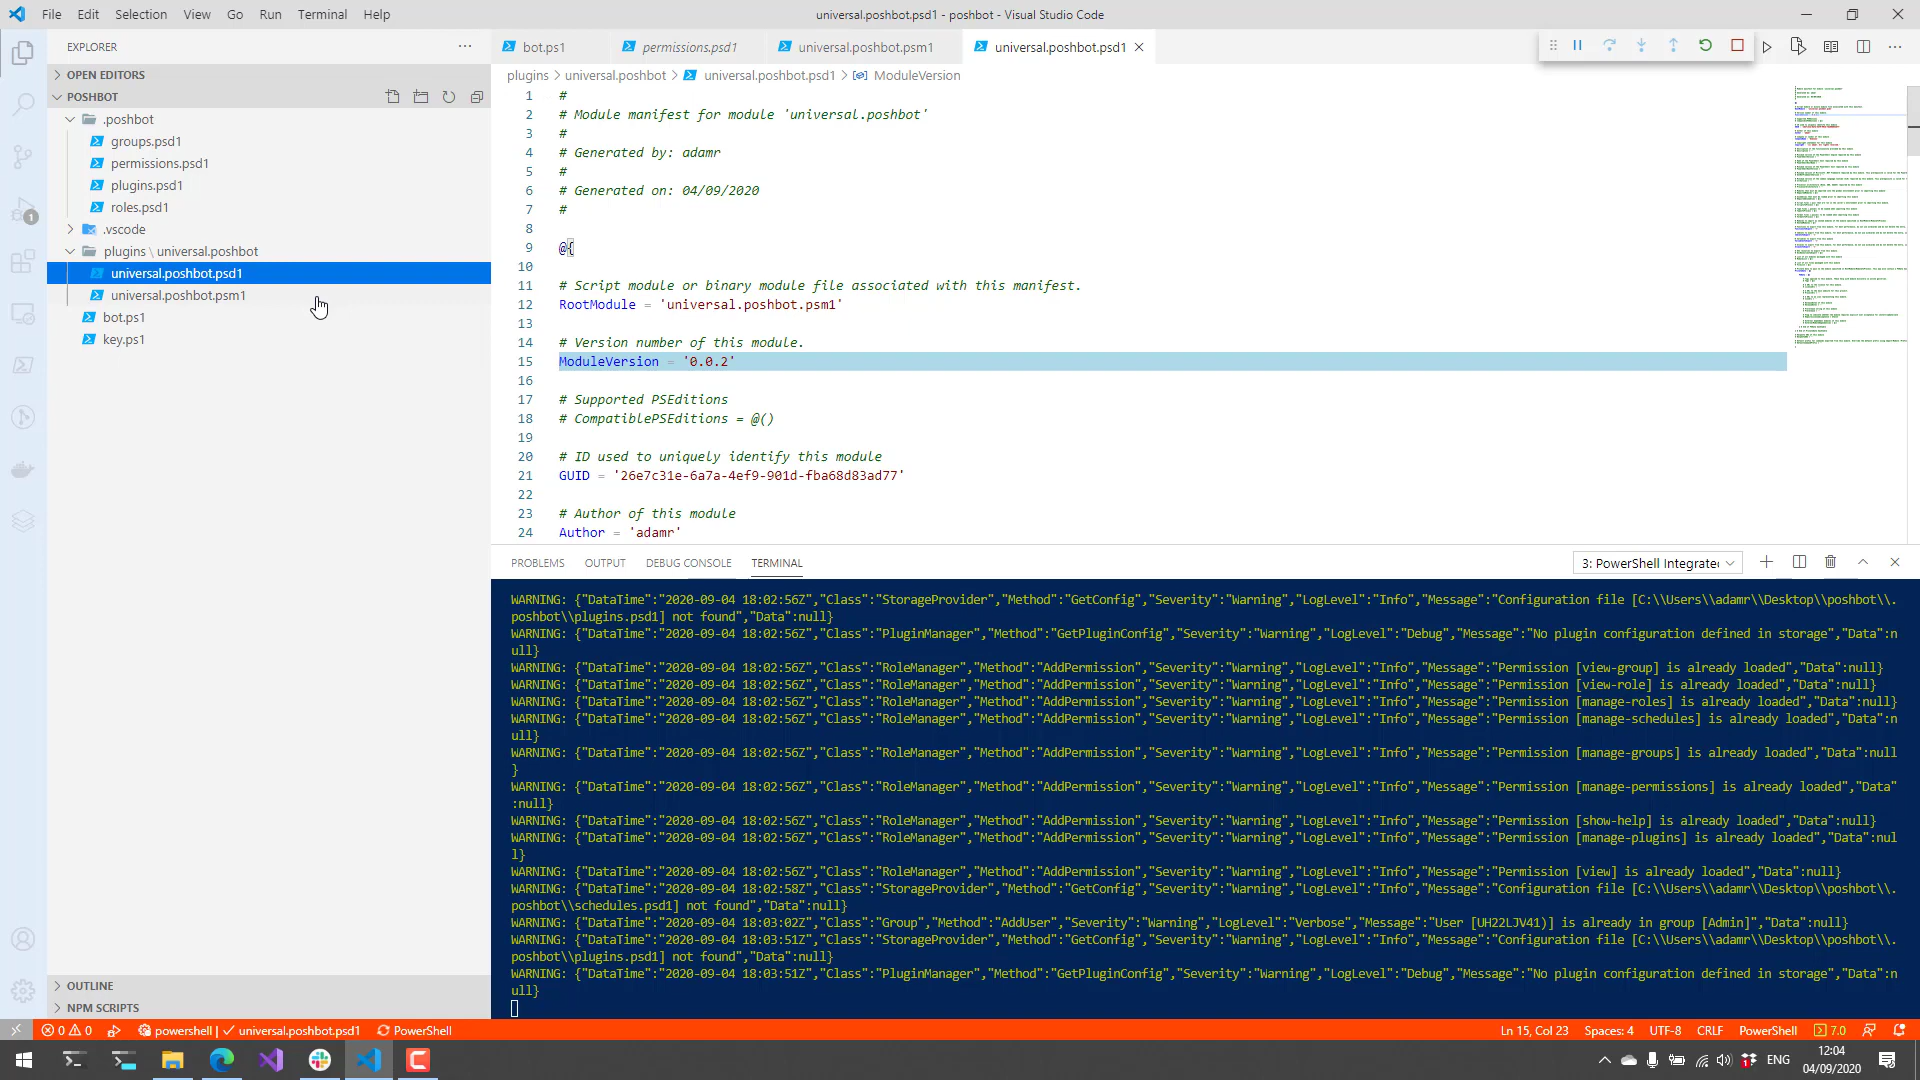 File Edit Selection View Go Run Terminal Help
universal.poshbot.psd1 - poshbot - Visual Studio Code
EXPLORER
OPEN EDITORS
POSHBOT
.poshbot
groups.psd1
permissions.psd1
plugins.psd1
roles.psd1
.vscode
plugins \ universal.poshbot
universal.poshbot.psd1
universal.poshbot.psm1
bot.ps1
key.ps1
OUTLINE
NPM SCRIPTS
1
bot.ps1 permissions.psd1 universal.poshbot.psm1 universal.poshbot.psd1
plugins > universal.poshbot > universal.poshbot.psd1 > ModuleVersion
1 #
2 # Module manifest for module 'universal.poshbot'
3 #
4 # Generated by: adamr
5 #
6 # Generated on: 04/09/2020
7 #
8
9 @{
10
11 # Script module or binary module file associated with this manifest.
12 RootModule = 'universal.poshbot.psm1'
13
14 # Version number of this module.
15 ModuleVersion = '0.0.2'
16
17 # Supported PSEditions
18 # CompatiblePSEditions = @()
19
20 # ID used to uniquely identify this module
21 GUID = '26e7c31e-6a7a-4ef9-901d-fba68d83ad77'
22
23 # Author of this module
24 Author = 'adamr'
PROBLEMS OUTPUT DEBUG CONSOLE TERMINAL
3: PowerShell Integrated
WARNING: {"DataTime":"2020-09-04 18:02:56Z","Class":"StorageProvider","Method":"GetConfig","Severity":"Warning","LogLevel":"Info","Message":"Configuration file [C:\\Users\\adamr\\Desktop\\poshbot\\.
poshbot\\plugins.psd1] not found","Data":null}
WARNING: {"DataTime":"2020-09-04 18:02:56Z","Class":"PluginManager","Method":"GetPluginConfig","Severity":"Warning","LogLevel":"Debug","Message":"No plugin configuration defined in storage","Data":n
ull}
WARNING: {"DataTime":"2020-09-04 18:02:56Z","Class":"RoleManager","Method":"AddPermission","Severity":"Warning","LogLevel":"Info","Message":"Permission [view-group] is already loaded","Data":null}
WARNING: {"DataTime":"2020-09-04 18:02:56Z","Class":"RoleManager","Method":"AddPermission","Severity":"Warning","LogLevel":"Info","Message":"Permission [view-role] is already loaded","Data":null}
WARNING: {"DataTime":"2020-09-04 18:02:56Z","Class":"RoleManager","Method":"AddPermission","Severity":"Warning","LogLevel":"Info","Message":"Permission [manage-roles] is already loaded","Data":null}
WARNING: {"DataTime":"2020-09-04 18:02:56Z","Class":"RoleManager","Method":"AddPermission","Severity":"Warning","LogLevel":"Info","Message":"Permission [manage-schedules] is already loaded","Data":n
ull}
WARNING: {"DataTime":"2020-09-04 18:02:56Z","Class":"RoleManager","Method":"AddPermission","Severity":"Warning","LogLevel":"Info","Message":"Permission [manage-groups] is already loaded","Data":null
}
WARNING: {"DataTime":"2020-09-04 18:02:56Z","Class":"RoleManager","Method":"AddPermission","Severity":"Warning","LogLevel":"Info","Message":"Permission [manage-permissions] is already loaded","Data"
:null}
WARNING: {"DataTime":"2020-09-04 18:02:56Z","Class":"RoleManager","Method":"AddPermission","Severity":"Warning","LogLevel":"Info","Message":"Permission [show-help] is already loaded","Data":null}
WARNING: {"DataTime":"2020-09-04 18:02:56Z","Class":"RoleManager","Method":"AddPermission","Severity":"Warning","LogLevel":"Info","Message":"Permission [manage-plugins] is already loaded","Data":nul
l}
WARNING: {"DataTime":"2020-09-04 18:02:56Z","Class":"RoleManager","Method":"AddPermission","Severity":"Warning","LogLevel":"Info","Message":"Permission [view] is already loaded","Data":null}
WARNING: {"DataTime":"2020-09-04 18:02:58Z","Class":"StorageProvider","Method":"GetConfig","Severity":"Warning","LogLevel":"Info","Message":"Configuration file [C:\\Users\\adamr\\Desktop\\poshbot\\.
poshbot\\schedules.psd1] not found","Data":null}
WARNING: {"DataTime":"2020-09-04 18:03:02Z","Class":"Group","Method":"AddUser","Severity":"Warning","LogLevel":"Verbose","Message":"User [UH22LJV41)] is already in group [Admin]","Data":null}
WARNING: {"DataTime":"2020-09-04 18:03:51Z","Class":"StorageProvider","Method":"GetConfig","Severity":"Warning","LogLevel":"Info","Message":"Configuration file [C:\\Users\\adamr\\Desktop\\poshbot\\.
poshbot\\plugins.psd1] not found","Data":null}
WARNING: {"DataTime":"2020-09-04 18:03:51Z","Class":"PluginManager","Method":"GetPluginConfig","Severity":"Warning","LogLevel":"Debug","Message":"No plugin configuration defined in storage","Data":n
ull}
0 0 powershell | universal.poshbot.psd1 PowerShell
Ln 15, Col 23 Spaces: 4 UTF-8 CRLF PowerShell 7.0
ENG
12:04
04/09/2020